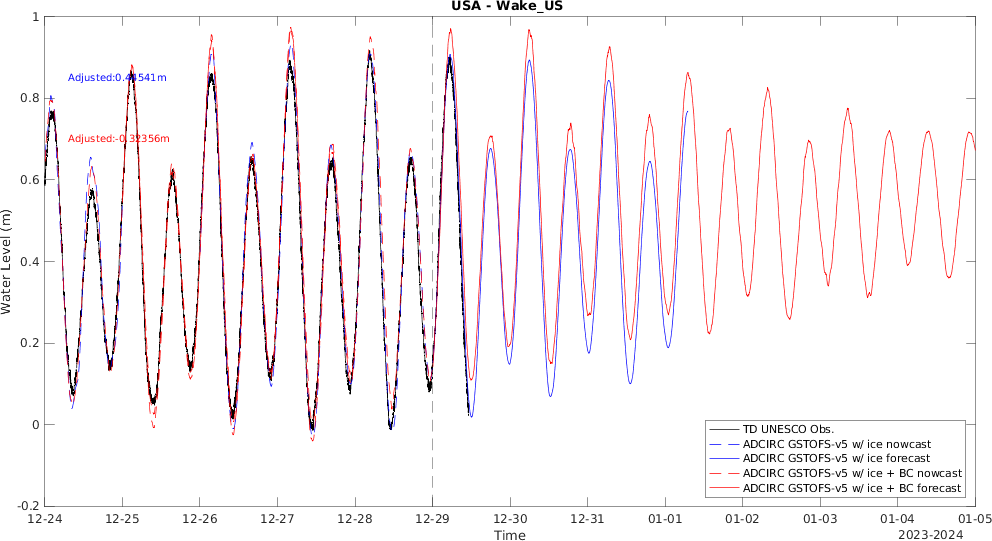 USA - Wake_US
Water Level (m)
1
0.8
0.6
0.4
0.2
0
-0.2
Adjusted:0.44541m
Adjusted:-0.32356m
TD UNESCO Obs.
ADCIRC GSTOFS-v5 w/ ice nowcast
ADCIRC GSTOFS-v5 w/ ice forecast
ADCIRC GSTOFS-v5 w/ ice + BC nowcast
ADCIRC GSTOFS-v5 w/ ice + BC forecast
12-24 12-25 12-26 12-27 12-28 12-29 12-30 12-31 01-01 01-02 01-03 01-04 01-05
Time
2023-2024